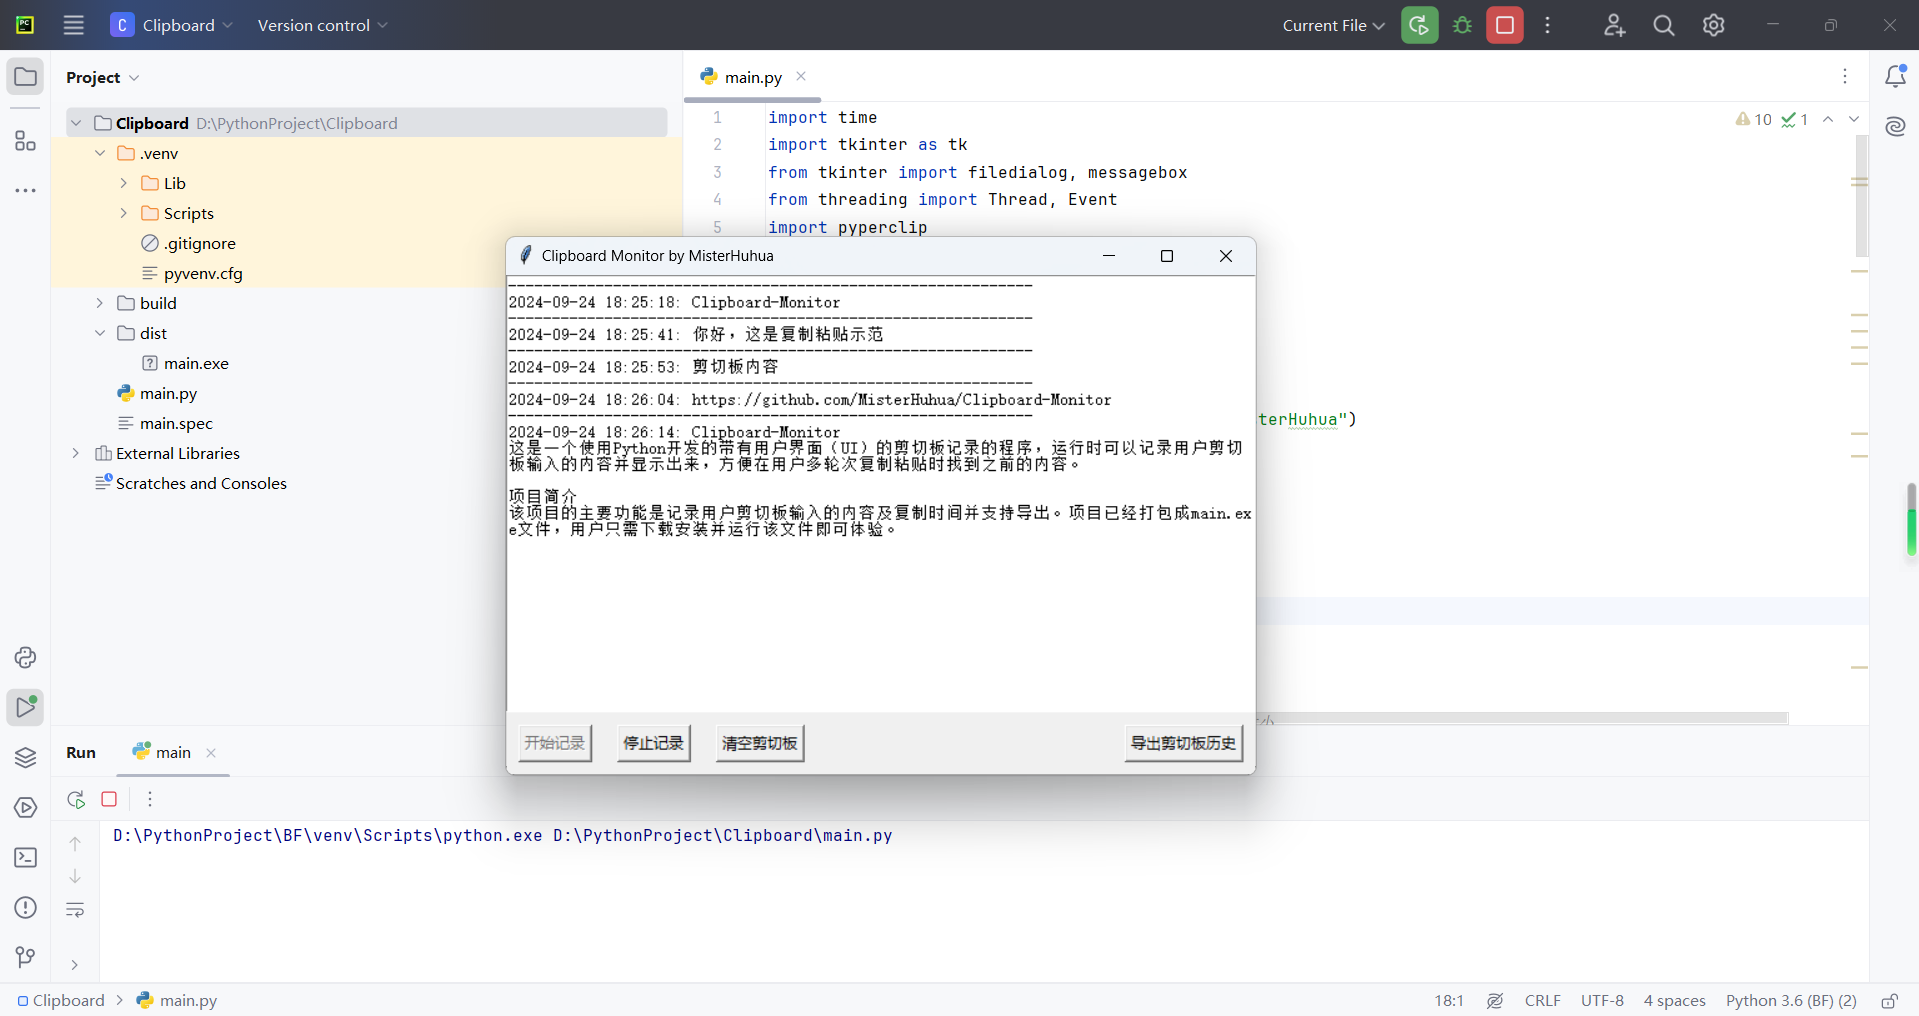 PC
C Clipboard Version control
Current File
Project
main.py
Clipboard D:\PythonProject\Clipboard
.venv
Lib
Scripts
.gitignore
pyvenv.cfg
build
dist
main.exe
main.py
main.spec
External Libraries
Scratches and Consoles
10 1
1 import time
2 import tkinter as tk
3 from tkinter import filedialog, messagebox
4 from threading import Thread, Event
5 import pyperclip
terHuhua")
Clipboard Monitor by MisterHuhua
------------------------------------------------------------
2024-09-24 18:25:18: Clipboard-Monitor
------------------------------------------------------------
2024-09-24 18:25:41: 你好，这是复制粘贴示范
------------------------------------------------------------
2024-09-24 18:25:53: 剪切板内容
------------------------------------------------------------
2024-09-24 18:26:04: https://github.com/MisterHuhua/Clipboard-Monitor
------------------------------------------------------------
2024-09-24 18:26:14: Clipboard-Monitor
这是一个使用Python开发的带有用户界面（UI）的剪切板记录的程序，运行时可以记录用户剪切
板输入的内容并显示出来，方便在用户多轮次复制粘贴时找到之前的内容。
项目简介
该项目的主要功能是记录用户剪切板输入的内容及复制时间并支持导出。项目已经打包成main.ex
e文件，用户只需下载安装并运行该文件即可体验。
开始记录 停止记录 清空剪切板 导出剪切板历史
Run main
D:\PythonProject\BF\venv\Scripts\python.exe D:\PythonProject\Clipboard\main.py
Clipboard > main.py
18:1 CRLF UTF-8 4 spaces Python 3.6 (BF) (2)